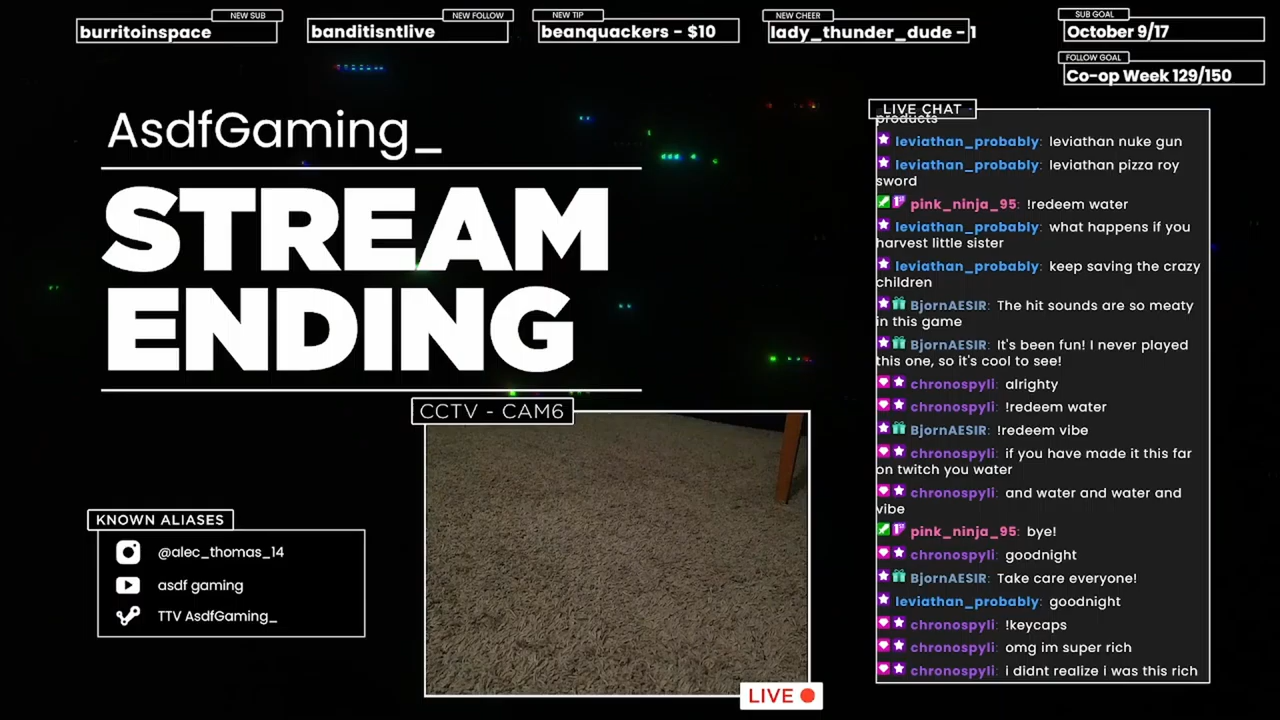 NEW SUB
burritoinspace
NEW FOLLOW
banditisntlive
NEW TIP
beanquackers - $10
NEW CHEER
lady_thunder_dude - 1
SUB GOAL
October 9/17
FOLLOW GOAL
Co-op Week 129/150
AsdfGaming_
STREAM
ENDING
CCTV - CAM6
LIVE
KNOWN ALIASES
@alec_thomas_14
asdf gaming
TTV AsdfGaming_
LIVE CHAT
products
leviathan_probably: leviathan nuke gun
leviathan_probably: leviathan pizza roy
sword
pink_ninja_95: !redeem water
leviathan_probably: what happens if you
harvest little sister
leviathan_probably: keep saving the crazy
children
BjornAESIR: The hit sounds are so meaty
in this game
BjornAESIR: It's been fun! I never played
this one, so it's cool to see!
chronospyli: alrighty
chronospyli: !redeem water
BjornAESIR: !redeem vibe
chronospyli: if you have made it this far
on twitch you water
chronospyli: and water and water and
vibe
pink_ninja_95: bye!
chronospyli: goodnight
BjornAESIR: Take care everyone!
leviathan_probably: goodnight
chronospyli: !keycaps
chronospyli: omg im super rich
chronospyli: i didnt realize i was this rich